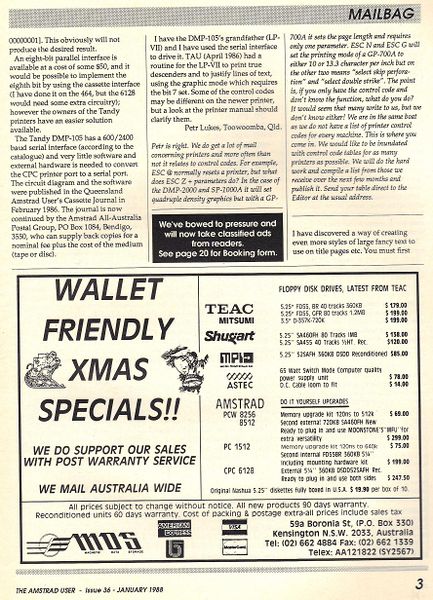 MAILBAG
00000001]. This obviously will not
produce the desired result.
An eight-bit parallel interface is
available at a cost of some $50, and it
would be possible to implement the
eighth bit by using the cassette interface
(I have done it on the 464, but the 6128
would need some extra circuitry);
however the owners of the Tandy
printers have an easier solution
available.
The Tandy DMP-105 has a 600/2400
baud serial interface (according to the
catalogue) and very little software and
external hardware is needed to convert
the CPC printer port to a serial port.
The circuit diagram and the software
were published in the Queensland
Amstrad User's Cassette Journal in
February 1986. The journal is now
continued by the Amstrad All-Australia
Postal Group, PO Box 1084, Bendigo,
3550, who can supply back copies for a
nominal fee plus the cost of the medium
(tape or disc).
I have the DMP-105's grandfather (LP-
VII) and I have used the serial interface
to drive it. TAU (April 1986) had a
routine for the LP-VII to print true
descenders and to justify lines of text,
using the graphic mode which requires
the bit 7 set. Some of the control codes
may be different on the newer printer,
but a look at the printer manual should
clarify them.
Petr Lukes, Toowoomba, Qld.
Petr is right. We do get a lot of mail
concerning printers and more often than
not it relates to control codes. For example,
ESC @ normally resets a printer, but what
does ESC Z + parameters do? In the case of
the DMP-2000 and SP-1000A it will set
quadruple density graphics but with a GP-
700A it sets the page length and requires
only one parameter. ESC N and ESC G will
set the printing mode of a GP-700A to
either 10 or 13.3 character per inch but on
the other two means "select skip perfora-
tion" and "select double strike". The point
is, if you only have the control code and
don't know the function, what do you do?
It would seem that many write to us, but we
don't know either! We are in the same boat
as we do not have a list of printer control
codes for every machine. This is where you
come in. We would like to be inundated
with control code tables for as many
printers as possible. We will do the hard
work and compile a list from those we
receive over the next few months and
publish it. Send your table direct to the
Editor at the usual address.
We've bowed to pressure and
will now take classified ads
from readers.
See page 20 for Booking form.
I have discovered a way of creating
even more styles of large fancy text to
use on title pages etc. You must first
WALLET
FRIENDLY
XMAS
SPECIALS!!
WE DO SUPPORT OUR SALES
WITH POST WARRANTY SERVICE
WE MAIL AUSTRALIA WIDE
FLOPPY DISK DRIVES, LATEST FROM TEAC
TEAC
MITSUMI
5.25" FD55, BR 40 tracks 360KB $ 179.00
5.25" FD55, GFR 80 tracks 1.2MB $ 199.00
3.5" D-357K-720K $ 199.00
Shugart
5.25" SA460FH 80 Tracks 1MB $ 158.00
5.25" SA455 40 tracks ½HT. Rec. $ 120.00
MPI
5.25" 525AFH 360KB DSDD Reconditioned $ 85.00
ASTEC
65 Watt Switch Mode Computer quality
power supply unit $ 78.00
D.C. Cable loom to fit $ 14.00
AMSTRAD
DO IT YOURSELF UPGRADES
PCW 8256
8512
Memory upgrade kit 120ns to 512k $ 69.00
Second external 720KB SA460FH New
Ready to plug in and use MOONSTONE'S"MFU" for
extra versatility $ 299.00
PC 1512
Memory upgrade kit 120ns to 640k $ 75.00
Second internal FD55BR 360KB 5¼"
Including mounting hardware kit $ 199.00
CPC 6128
External 5¼" 360KB DSDD525AFH Rec.
Ready to plug in and use both sides $ 247.50
Original Nashua 5.25" diskettes fully boxed in U.S.A. $ 19.90 per box of 10.
All prices subject to change without notice. All new products 90 days warranty.
Reconditioned units 60 days warranty. Cost of packing & postage extra-all prices include sales tax
MDS
MAGNETIC DATA STORAGE
AMERICAN
EXPRESS
VISA
MasterCard
59a Boronia St, (P.O. Box 330)
Kensington N.S.W. 2033, Australia
Tel: (02) 662 4884 Fax: (02) 662 1339
Telex: AA121822 (SY2567)
THE AMSTRAD USER - Issue 36 - JANUARY 1988
3